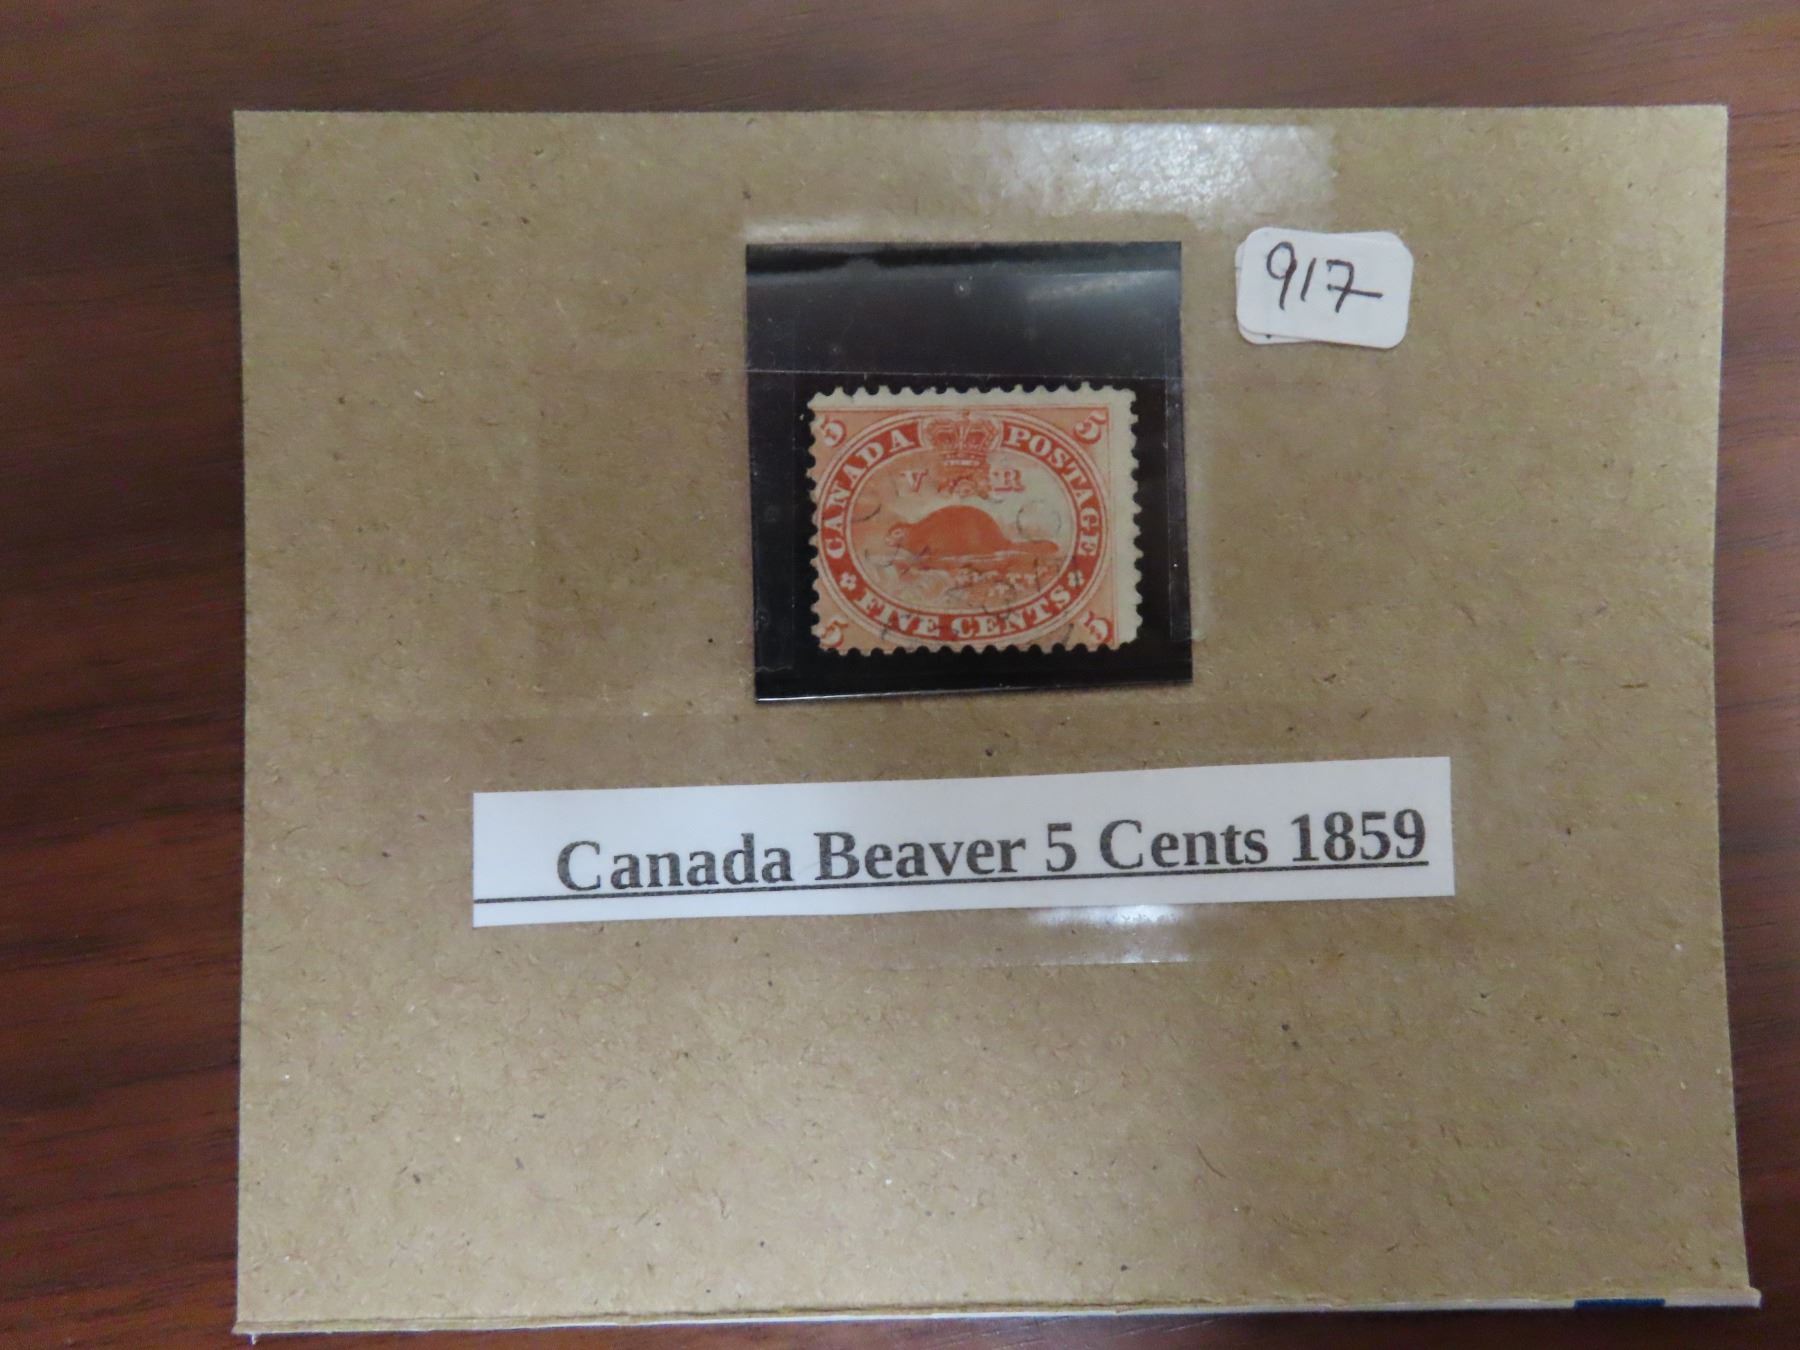 917
5 5
CANADA POSTAGE
V R
FIVE CENTS
5 5
Canada Beaver 5 Cents 1859